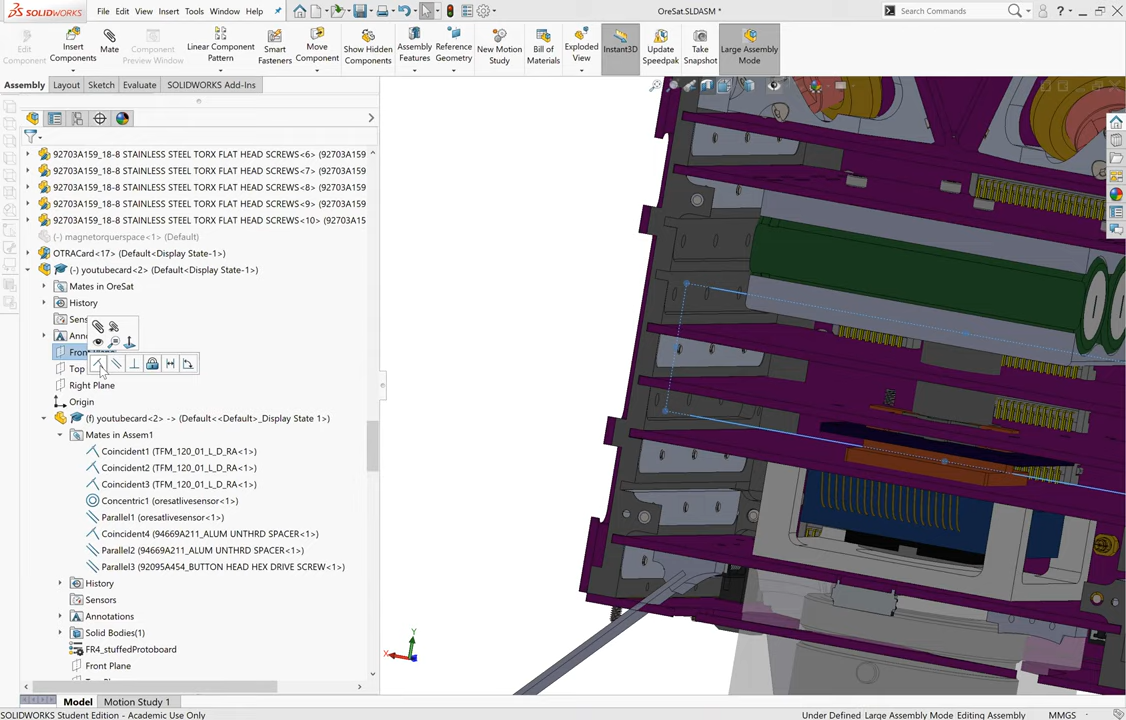 SOLIDWORKS
File Edit View Insert Tools Window Help
OreSat.SLDASM *
Search Commands
Edit Component
Insert Components
Mate
Component Preview Window
Linear Component Pattern
Smart Fasteners
Move Component
Show Hidden Components
Assembly Features
Reference Geometry
New Motion Study
Bill of Materials
Exploded View
Instant3D
Update Speedpak
Take Snapshot
Large Assembly Mode
Assembly Layout Sketch Evaluate SOLIDWORKS Add-Ins
92703A159_18-8 STAINLESS STEEL TORX FLAT HEAD SCREWS<6> (92703A159
92703A159_18-8 STAINLESS STEEL TORX FLAT HEAD SCREWS<7> (92703A159
92703A159_18-8 STAINLESS STEEL TORX FLAT HEAD SCREWS<8> (92703A159
92703A159_18-8 STAINLESS STEEL TORX FLAT HEAD SCREWS<9> (92703A159
92703A159_18-8 STAINLESS STEEL TORX FLAT HEAD SCREWS<10> (92703A
(-) magnetorquerspace<1> (Default)
OTRACard<17> (Default<Display State-1>)
(-) youtubecard<2> (Default<Display State-1>)
Mates in OreSat
History
Sens
Anno
Front Plane
Top
Right Plane
Origin
(f) youtubecard<2> -> (Default<<Default>_Display State 1>)
Mates in Assem1
Coincident1 (TFM_120_01_L_D_RA<1>)
Coincident2 (TFM_120_01_L_D_RA<1>)
Coincident3 (TFM_120_01_L_D_RA<1>)
Concentric1 (oresatlivesensor<1>)
Parallel1 (oresatlivesensor<1>)
Coincident4 (94669A211_ALUM UNTHRD SPACER<1>)
Parallel2 (94669A211_ALUM UNTHRD SPACER<1>)
Parallel3 (92095A454_BUTTON HEAD HEX DRIVE SCREW<1>)
History
Sensors
Annotations
Solid Bodies(1)
FR4_stuffedProtoboard
Front Plane
Y
X
Model Motion Study 1
SOLIDWORKS Student Edition - Academic Use Only
Under Defined Large Assembly Mode Editing Assembly MMGS